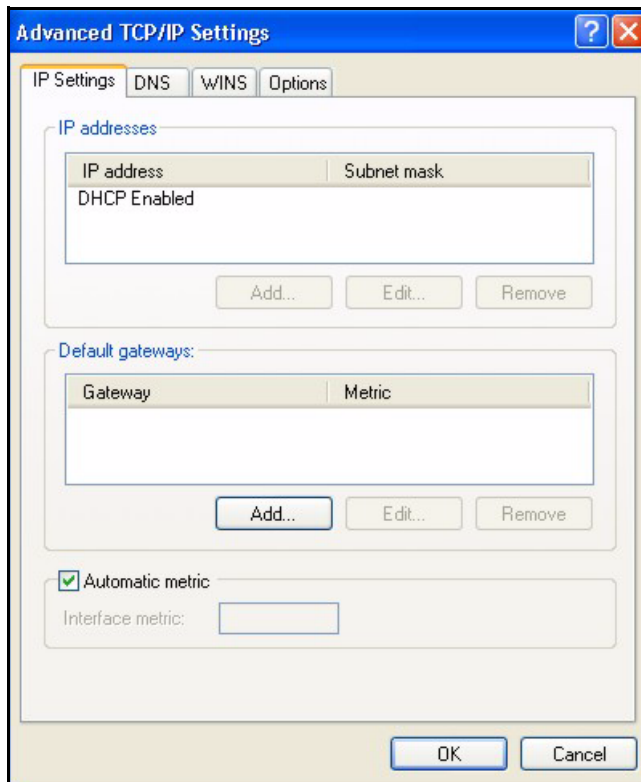 Advanced TCP/IP Settings
IP Settings DNS WINS Options
IP addresses
IP address Subnet mask
DHCP Enabled
Add... Edit... Remove
Default gateways:
Gateway Metric
Add... Edit... Remove
Automatic metric
Interface metric:
OK Cancel